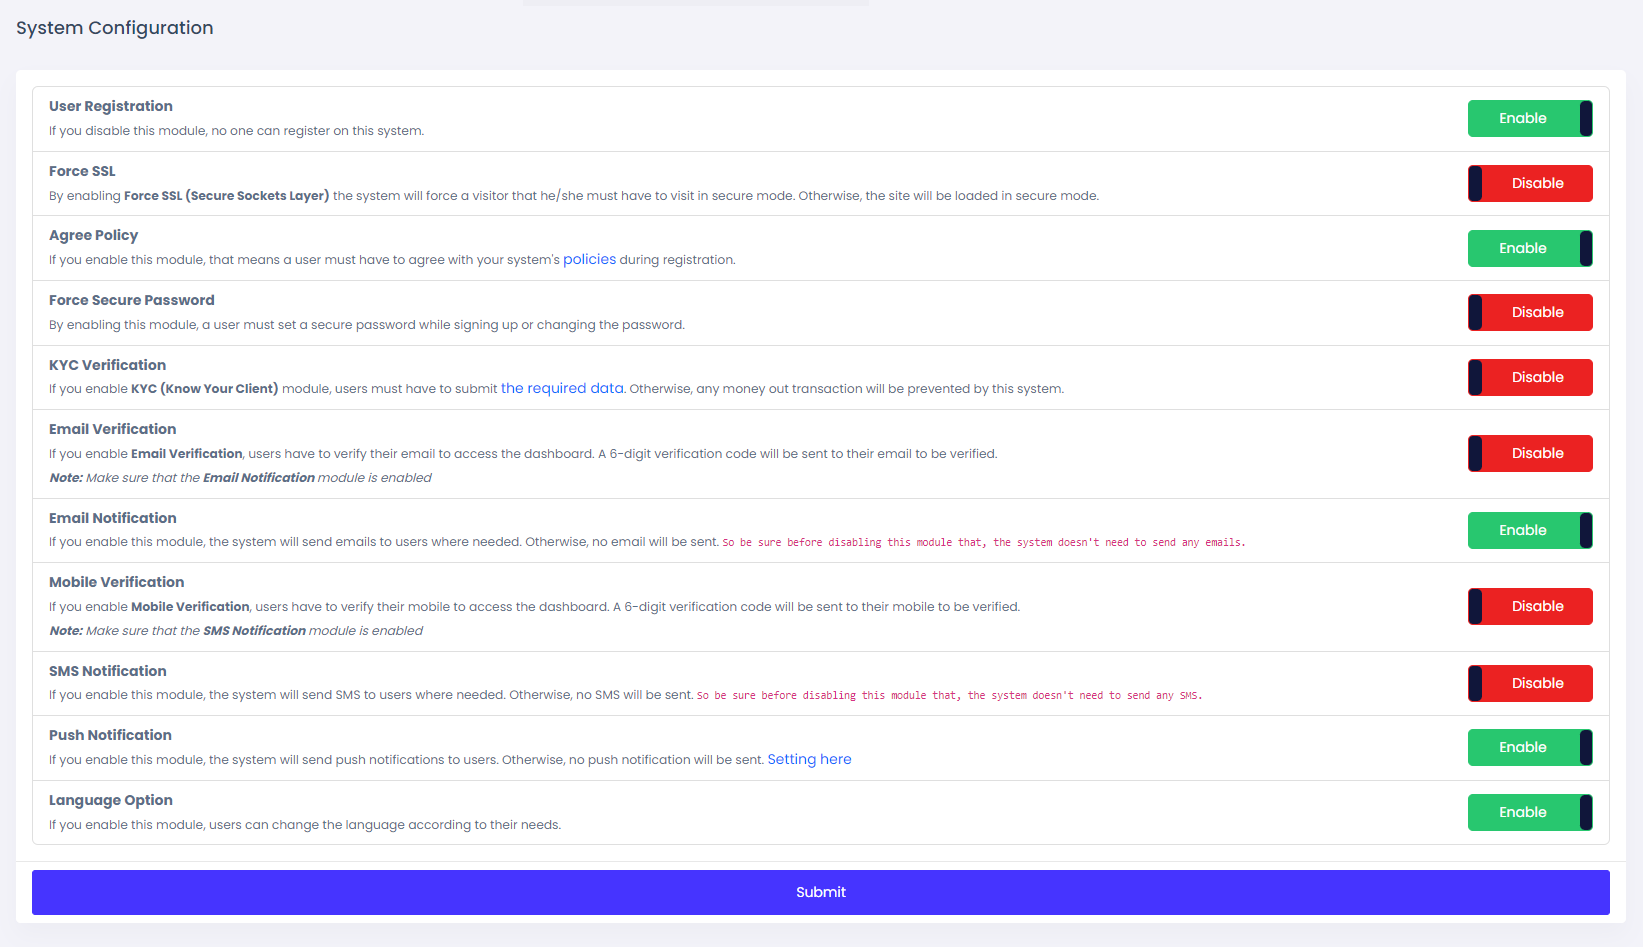 System Configuration
User Registration
If you disable this module, no one can register on this system.
Enable
Force SSL
By enabling Force SSL (Secure Sockets Layer) the system will force a visitor that he/she must have to visit in secure mode. Otherwise, the site will be loaded in secure mode.
Disable
Agree Policy
If you enable this module, that means a user must have to agree with your system's policies during registration.
Enable
Force Secure Password
By enabling this module, a user must set a secure password while signing up or changing the password.
Disable
KYC Verification
If you enable KYC (Know Your Client) module, users must have to submit the required data. Otherwise, any money out transaction will be prevented by this system.
Disable
Email Verification
If you enable Email Verification, users have to verify their email to access the dashboard. A 6-digit verification code will be sent to their email to be verified.
Note: Make sure that the Email Notification module is enabled
Disable
Email Notification
If you enable this module, the system will send emails to users where needed. Otherwise, no email will be sent. So be sure before disabling this module that, the system doesn't need to send any emails.
Enable
Mobile Verification
If you enable Mobile Verification, users have to verify their mobile to access the dashboard. A 6-digit verification code will be sent to their mobile to be verified.
Note: Make sure that the SMS Notification module is enabled
Disable
SMS Notification
If you enable this module, the system will send SMS to users where needed. Otherwise, no SMS will be sent. So be sure before disabling this module that, the system doesn't need to send any SMS.
Disable
Push Notification
If you enable this module, the system will send push notifications to users. Otherwise, no push notification will be sent. Setting here
Enable
Language Option
If you enable this module, users can change the language according to their needs.
Enable
Submit